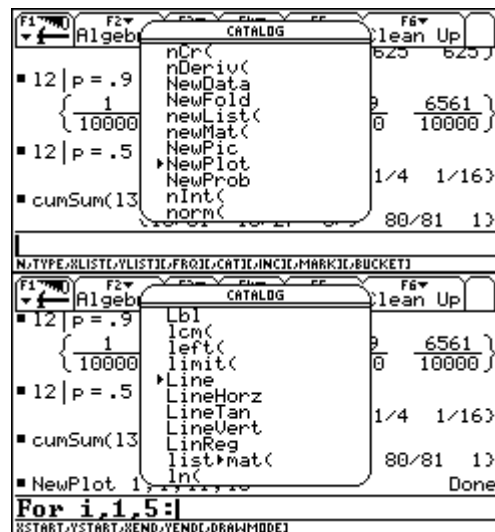 F1 F2 F6
Algebr CATALOG Clean Up
nCr(
nDeriv(
NewData
12|p = .9 NewFold
newList(
1 newMat( 6561
10000 NewPic 10000
12|p = .5 ▶NewPlot
NewProb 1/4 1/16}
nInt(
cumSum(13 norm(
80/81 1}
N,TYPE,XLIST[,YLIST][,FRQ][,CAT][,INC][,MARK][,BUCKET]
F1 F2 F6
Algebr CATALOG Clean Up
12|p = .9 Lbl
lcm(
1 left( 6561
10000 limit( 10000
▶Line
12|p = .5 LineHorz
LineTan 1/4 1/16}
LineVert
cumSum(13 LinReg
list▶mat( 80/81 1}
ln(
NewPlot 1, Done
For i,1,5:
XSTART,YSTART,XEND,YEND[,DRAWMODE]